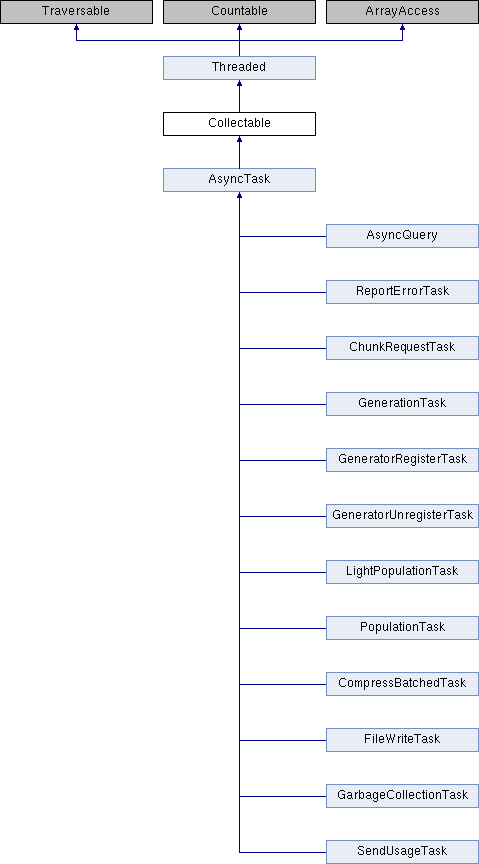 Traversable
Countable
ArrayAccess
Threaded
Collectable
AsyncTask
AsyncQuery
ReportErrorTask
ChunkRequestTask
GenerationTask
GeneratorRegisterTask
GeneratorUnregisterTask
LightPopulationTask
PopulationTask
CompressBatchedTask
FileWriteTask
GarbageCollectionTask
SendUsageTask